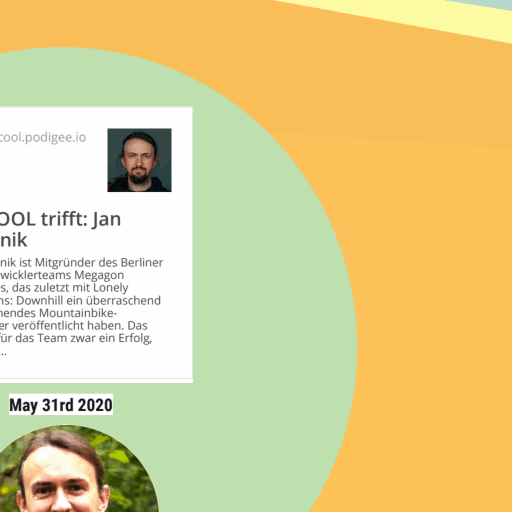 cool.podigee.io
OOL trifft: Jan
nik
nik ist Mitgründer des Berliner
wicklerteams Megagon
s, das zuletzt mit Lonely
ns: Downhill ein überraschend
nendes Mountainbike-
er veröffentlicht haben. Das
für das Team zwar ein Erfolg,
...
May 31rd 2020